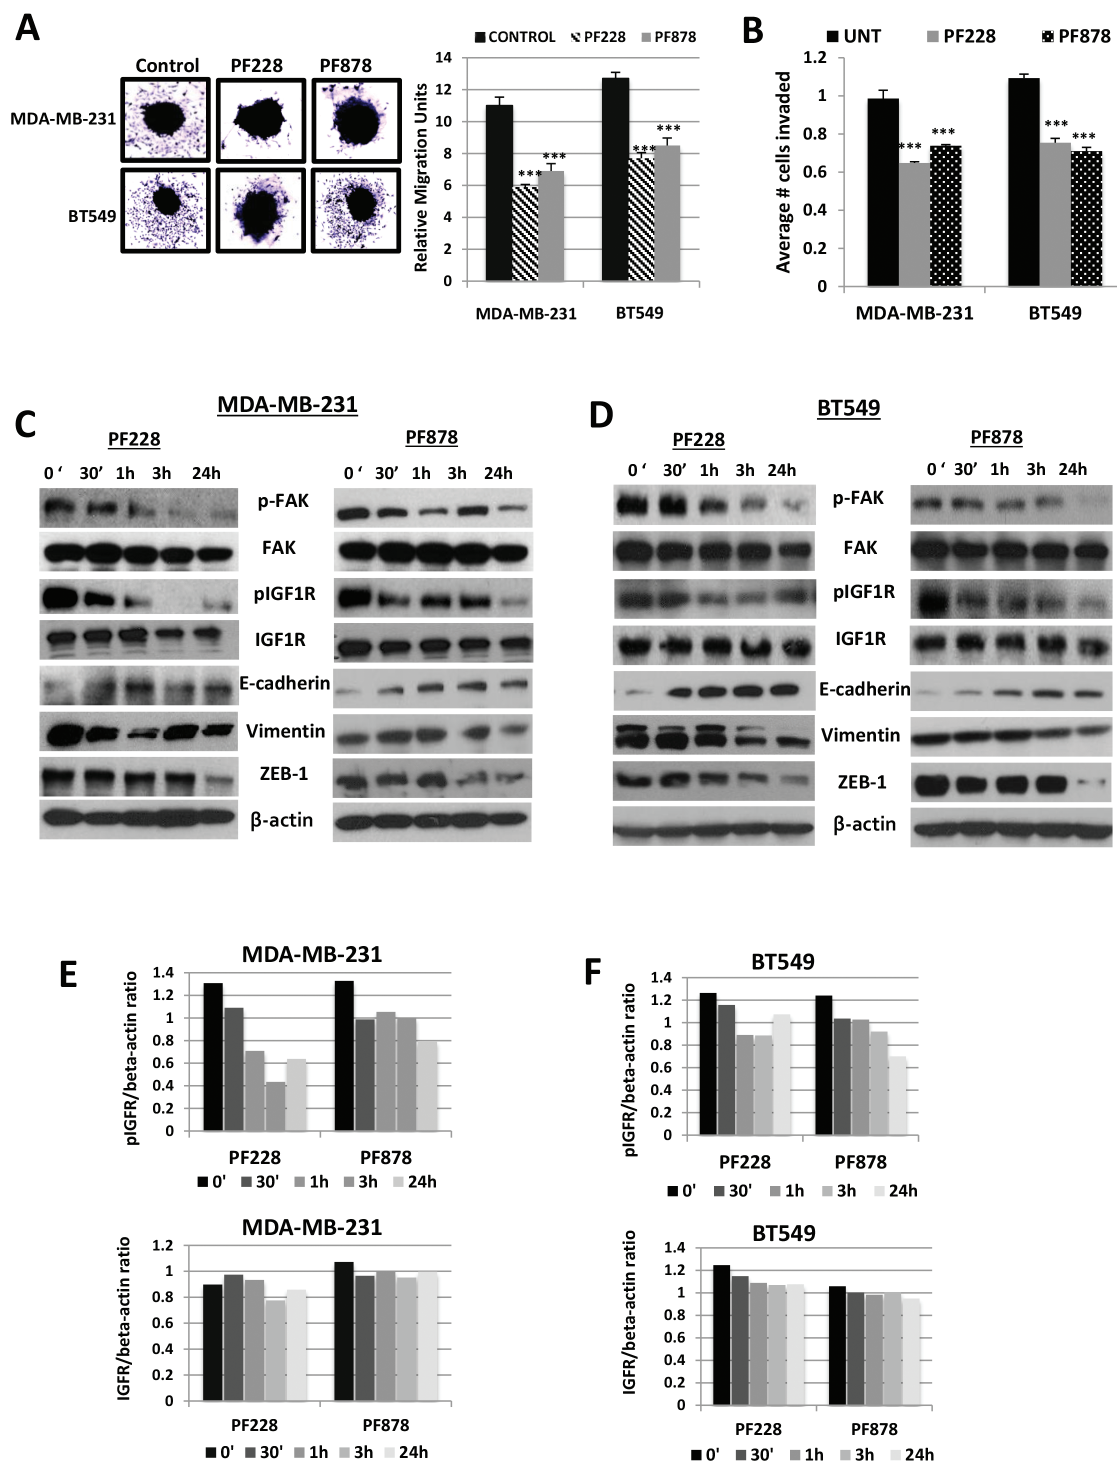 A
Control PF228 PF878
MDA-MB-231
BT549
CONTROL PF228 PF878
Relative Migration Units
14
12
10
8
6
4
2
0
*** *** *** ***
MDA-MB-231 BT549
B
UNT PF228 PF878
Average # cells invaded
1.2
1
0.8
0.6
0.4
0.2
0
*** *** *** ***
MDA-MB-231 BT549
C
MDA-MB-231
PF228 PF878
0 ‘ 30’ 1h 3h 24h 0 ‘ 30’ 1h 3h 24h
p-FAK
FAK
pIGF1R
IGF1R
E-cadherin
Vimentin
ZEB-1
β-actin
D
BT549
PF228 PF878
0 ‘ 30’ 1h 3h 24h 0 ‘ 30’ 1h 3h 24h
p-FAK
FAK
pIGF1R
IGF1R
E-cadherin
Vimentin
ZEB-1
β-actin
E
MDA-MB-231
pIGFR/beta-actin ratio
1.4
1.2
1
0.8
0.6
0.4
0.2
0
PF228 PF878
0' 30' 1h 3h 24h
MDA-MB-231
IGFR/beta-actin ratio
1.2
1
0.8
0.6
0.4
0.2
0
PF228 PF878
0' 30' 1h 3h 24h
F
BT549
pIGFR/beta-actin ratio
1.4
1.2
1
0.8
0.6
0.4
0.2
0
PF228 PF878
0' 30' 1h 3h 24h
BT549
IGFR/beta-actin ratio
1.4
1.2
1
0.8
0.6
0.4
0.2
0
PF228 PF878
0' 30' 1h 3h 24h